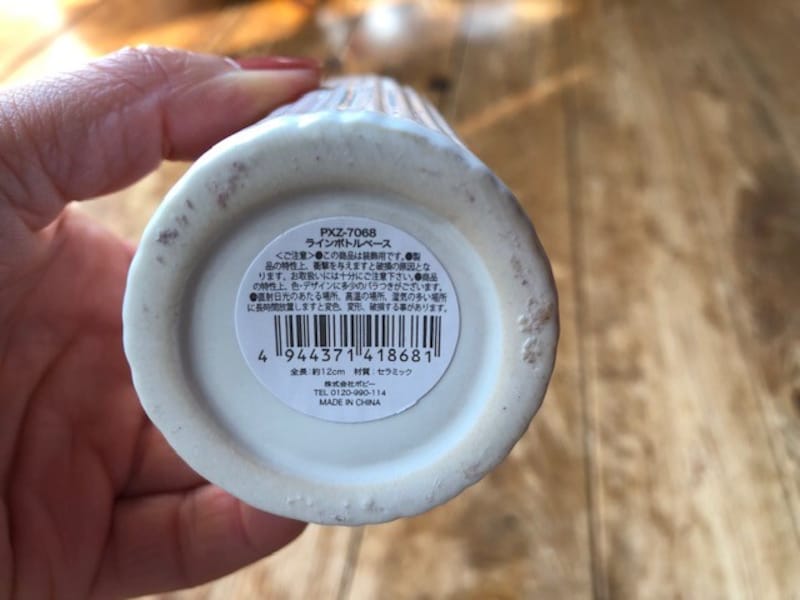 PXZ-7068
ラインボトルベース
<ご注意>●この商品は装飾用です。●製
品の特性上、衝撃を与えますと破損の原因とな
ります。お取扱いには十分にご注意下さい。●商品
の特性上、色・デザインに多少のバラつきがございます。
●直射日光のあたる場所、高温の場所、湿気の多い場所
に長時間放置しますと変色、変形、破損する事があります。
4 944371 418681
全長：約12cm 材質：セラミック
株式会社ポピー
TEL 0120-990-114
MADE IN CHINA